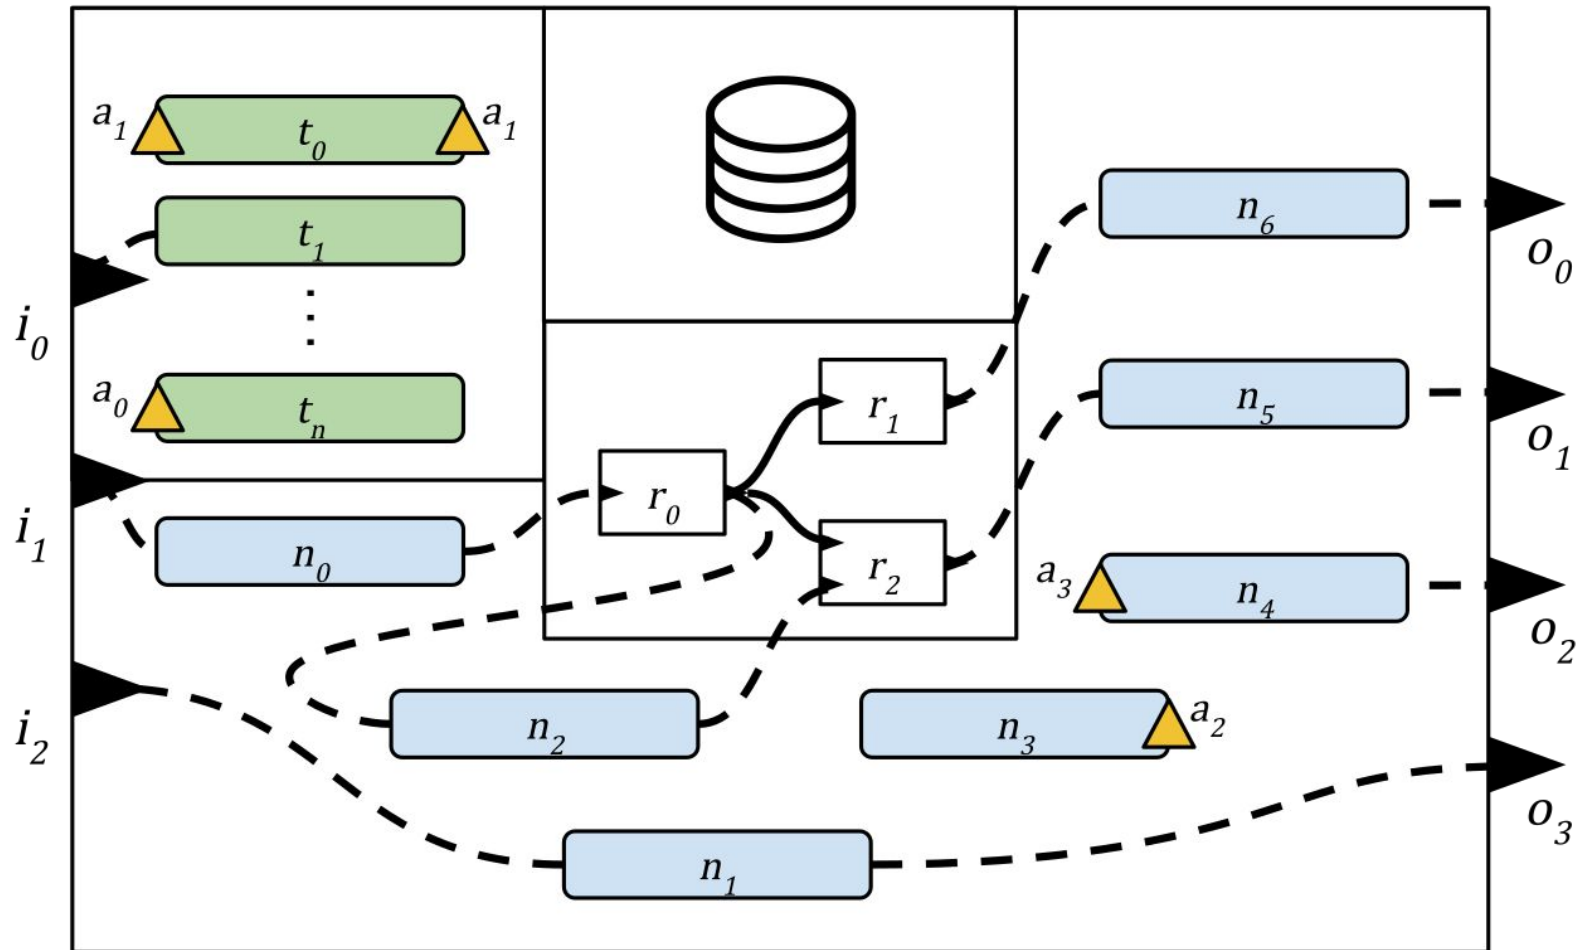 a₁ t₀ a₁
t₁
i₀
a₀ tₙ
i₁
n₀
i₂
r₀
r₁
r₂
n₆
o₀
n₅
o₁
a₃ n₄
o₂
n₂
n₃ a₂
o₃
n₁